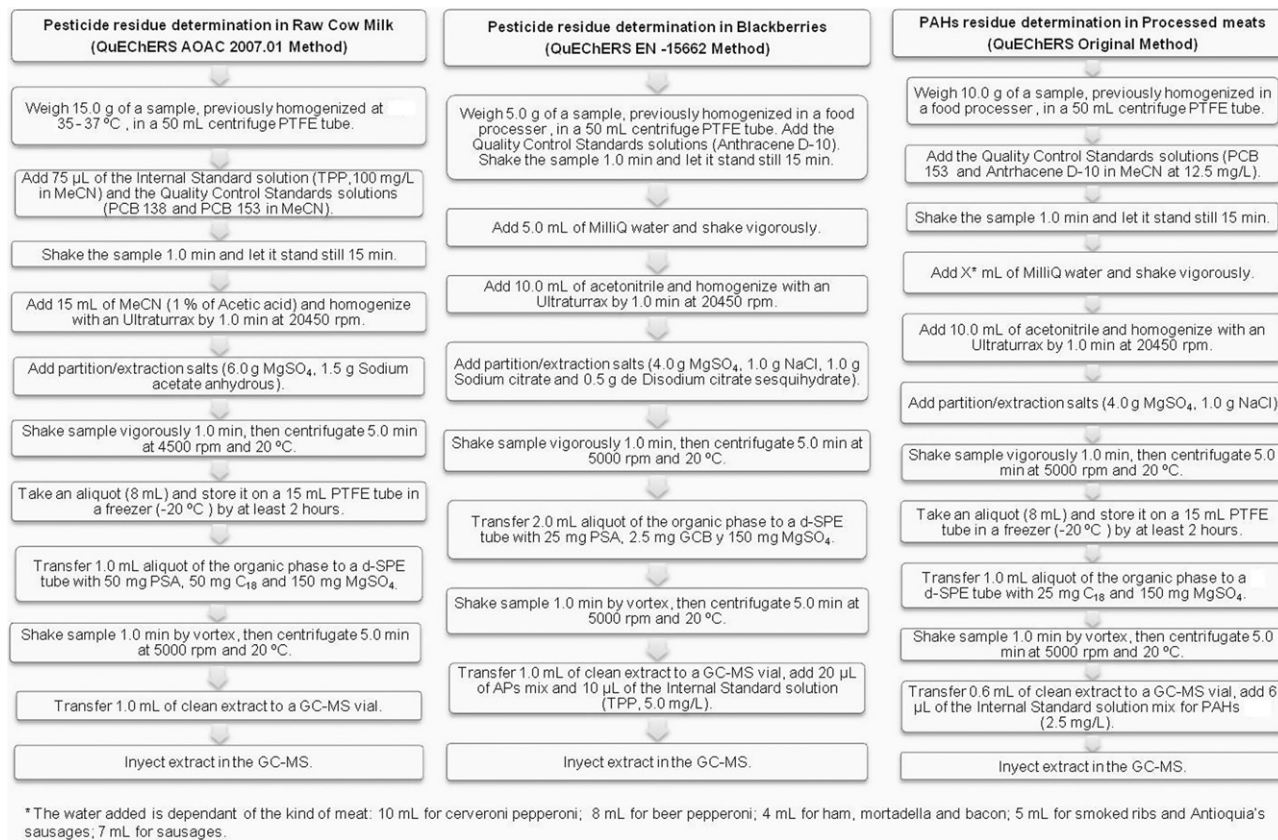 Pesticide residue determination in Raw Cow Milk
(QuEChERS AOAC 2007.01 Method)
Weigh 15.0 g of a sample, previously homogenized at
35-37 ºC , in a 50 mL centrifuge PTFE tube.
Add 75 µL of the Internal Standard solution (TPP,100 mg/L
in MeCN) and the Quality Control Standards solutions
(PCB 138 and PCB 153 in MeCN).
Shake the sample 1.0 min and let it stand still 15 min.
Add 15 mL of MeCN (1 % of Acetic acid) and homogenize
with an Ultraturrax by 1.0 min at 20450 rpm.
Add partition/extraction salts (6.0 g MgSO₄, 1.5 g Sodium
acetate anhydrous).
Shake sample vigorously 1.0 min, then centrifugate 5.0 min
at 4500 rpm and 20 ºC.
Take an aliquot (8 mL) and store it on a 15 mL PTFE tube in
a freezer (-20 ºC ) by at least 2 hours.
Transfer 1.0 mL aliquot of the organic phase to a d-SPE
tube with 50 mg PSA, 50 mg C₁₈ and 150 mg MgSO₄.
Shake sample 1.0 min by vortex, then centrifugate 5.0 min
at 5000 rpm and 20 ºC.
Transfer 1.0 mL of clean extract to a GC-MS vial.
Inyect extract in the GC-MS.
Pesticide residue determination in Blackberries
(QuEChERS EN -15662 Method)
Weigh 5.0 g of a sample, previously homogenized in a food
processer , in a 50 mL centrifuge PTFE tube. Add the
Quality Control Standards solutions (Anthracene D-10).
Shake the sample 1.0 min and let it stand still 15 min.
Add 5.0 mL of MilliQ water and shake vigorously.
Add 10.0 mL of acetonitrile and homogenize with an
Ultraturrax by 1.0 min at 20450 rpm.
Add partition/extraction salts (4.0 g MgSO₄, 1.0 g NaCl, 1.0 g
Sodium citrate and 0.5 g de Disodium citrate sesquihydrate).
Shake sample vigorously 1.0 min, then centrifugate 5.0 min at
5000 rpm and 20 ºC.
Transfer 2.0 mL aliquot of the organic phase to a d-SPE
tube with 25 mg PSA, 2.5 mg GCB y 150 mg MgSO₄.
Shake sample 1.0 min by vortex, then centrifugate 5.0 min at
5000 rpm and 20 ºC.
Transfer 1.0 mL of clean extract to a GC-MS vial, add 20 µL
of APs mix and 10 µL of the Internal Standard solution
(TPP, 5.0 mg/L).
Inyect extract in the GC-MS.
PAHs residue determination in Processed meats
(QuEChERS Original Method)
Weigh 10.0 g of a sample, previously homogenized in
a food processer , in a 50 mL centrifuge PTFE tube.
Add the Quality Control Standards solutions (PCB
153 and Antrhacene D-10 in MeCN at 12.5 mg/L).
Shake the sample 1.0 min and let it stand still 15 min.
Add X* mL of MilliQ water and shake vigorously.
Add 10.0 mL of acetonitrile and homogenize with an
Ultraturrax by 1.0 min at 20450 rpm.
Add partition/extraction salts (4.0 g MgSO₄, 1.0 g NaCl)
Shake sample vigorously 1.0 min, then centrifugate 5.0
min at 5000 rpm and 20 ºC.
Take an aliquot (8 mL) and store it on a 15 mL PTFE
tube in a freezer (-20 ºC ) by at least 2 hours.
Transfer 1.0 mL aliquot of the organic phase to a
d-SPE tube with 25 mg C₁₈ and 150 mg MgSO₄.
Shake sample 1.0 min by vortex, then centrifugate 5.0
min at 5000 rpm and 20 ºC.
Transfer 0.6 mL of clean extract to a GC-MS vial, add 6
µL of the Internal Standard solution mix for PAHs
(2.5 mg/L).
Inyect extract in the GC-MS.
* The water added is dependant of the kind of meat: 10 mL for cerveroni pepperoni; 8 mL for beer pepperoni; 4 mL for ham, mortadella and bacon; 5 mL for smoked ribs and Antioquia's
sausages; 7 mL for sausages.